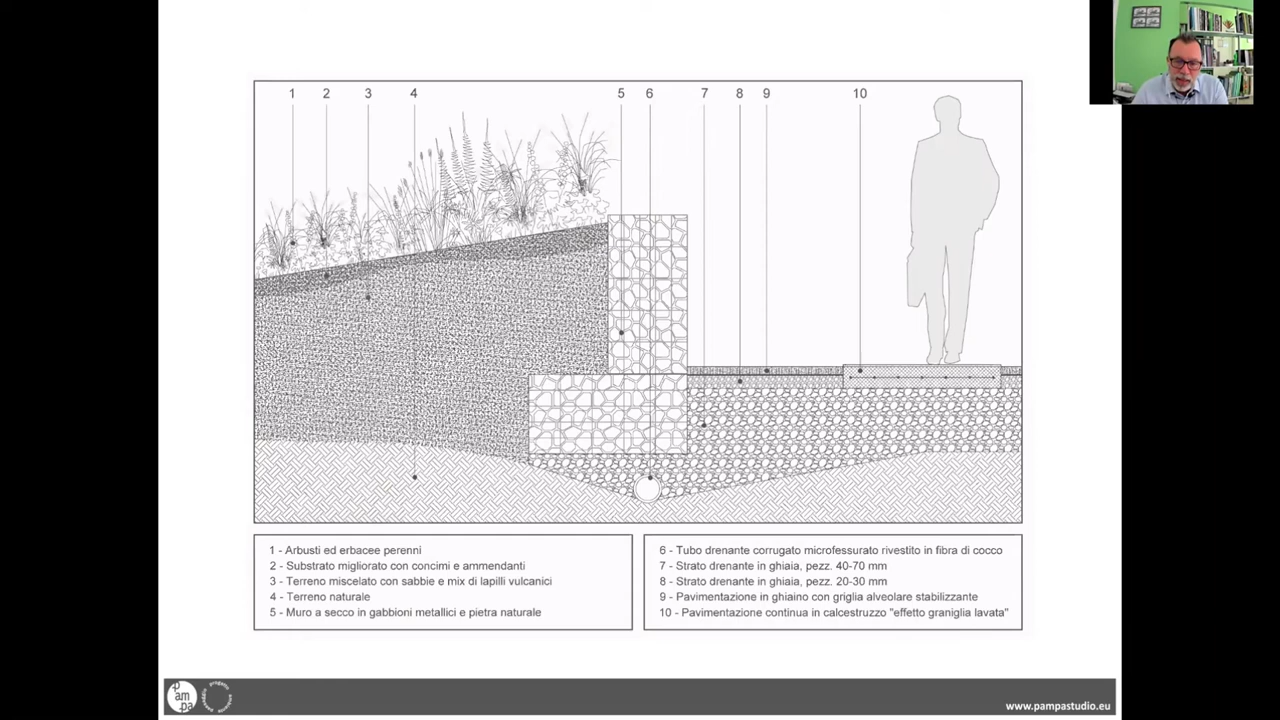 1 2 3 4 5 6 7 8 9 10
1 - Arbusti ed erbacee perenni
2 - Substrato migliorato con concimi e ammendanti
3 - Terreno miscelato con sabbie e mix di lapilli vulcanici
4 - Terreno naturale
5 - Muro a secco in gabbioni metallici e pietra naturale
6 - Tubo drenante corrugato microfessurato rivestito in fibra di cocco
7 - Strato drenante in ghiaia, pezz. 40-70 mm
8 - Strato drenante in ghiaia, pezz. 20-30 mm
9 - Pavimentazione in ghiaino con griglia alveolare stabilizzante
10 - Pavimentazione continua in calcestruzzo "effetto graniglia lavata"
Pampa
www.pampastudio.eu